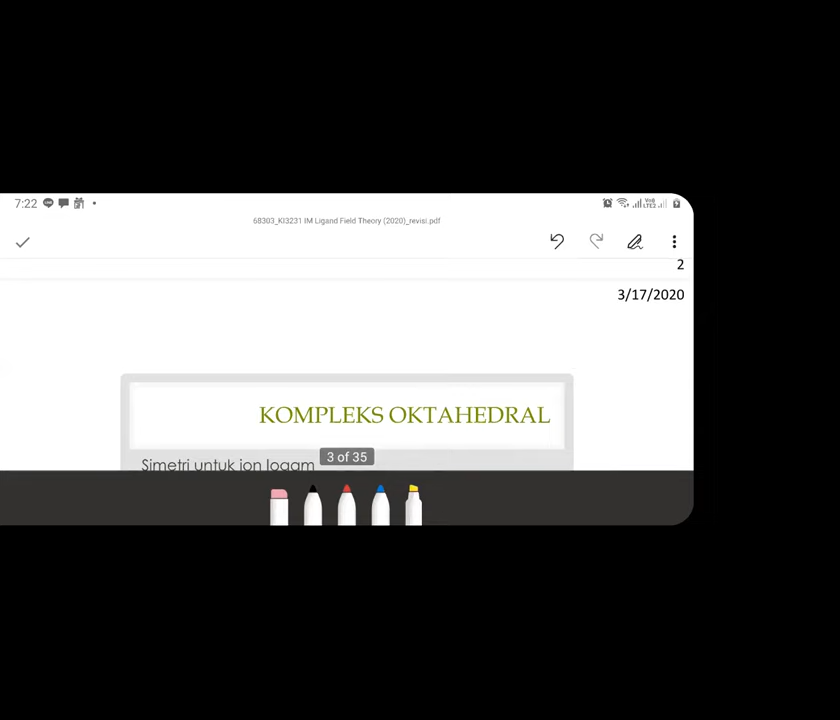 7:22
68303_KI3231 IM Ligand Field Theory (2020)_revisi.pdf
2
3/17/2020
KOMPLEKS OKTAHEDRAL
Simetri untuk ion logam
3 of 35